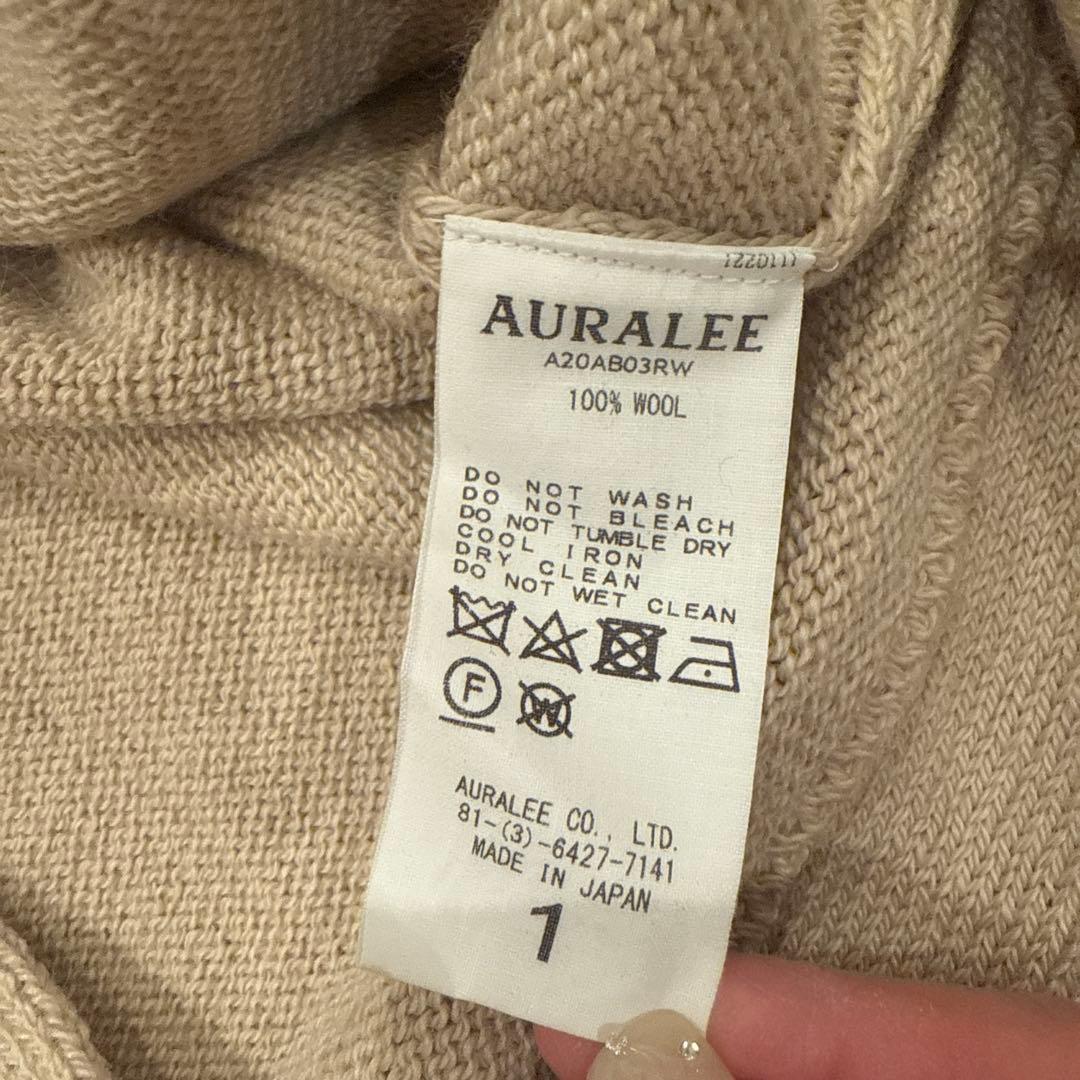 AURALEE
A20AB03RW
100% WOOL
DO NOT WASH
DO NOT BLEACH
DO NOT TUMBLE DRY
COOL IRON
DRY CLEAN
DO NOT WET CLEAN
F
W
AURALEE CO., LTD.
81-(3)-6427-7141
MADE IN JAPAN
1